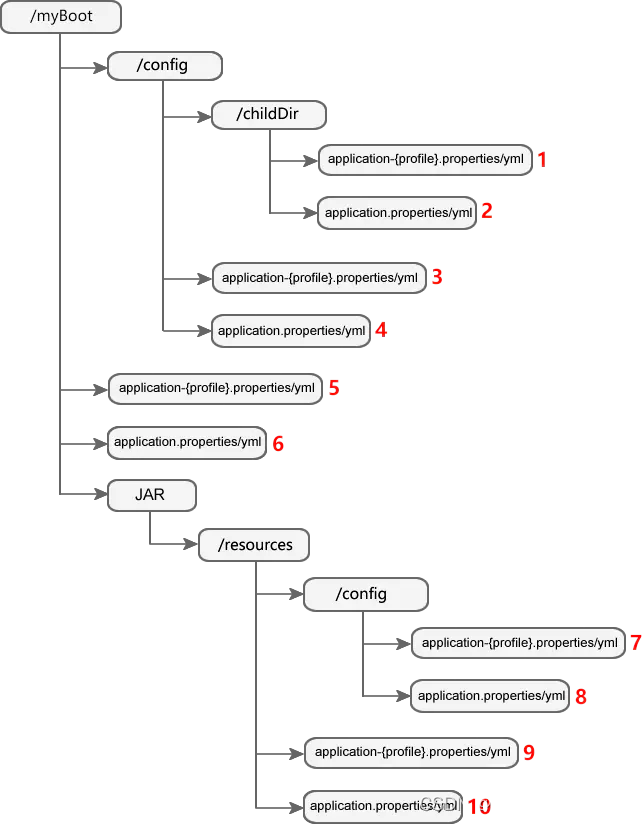 /myBoot
/config
/childDir
application-{profile}.properties/yml 1
application.properties/yml 2
application-{profile}.properties/yml 3
application.properties/yml 4
application-{profile}.properties/yml 5
application.properties/yml 6
JAR
/resources
/config
application-{profile}.properties/yml 7
application.properties/yml 8
application-{profile}.properties/yml 9
application.properties/yml 10